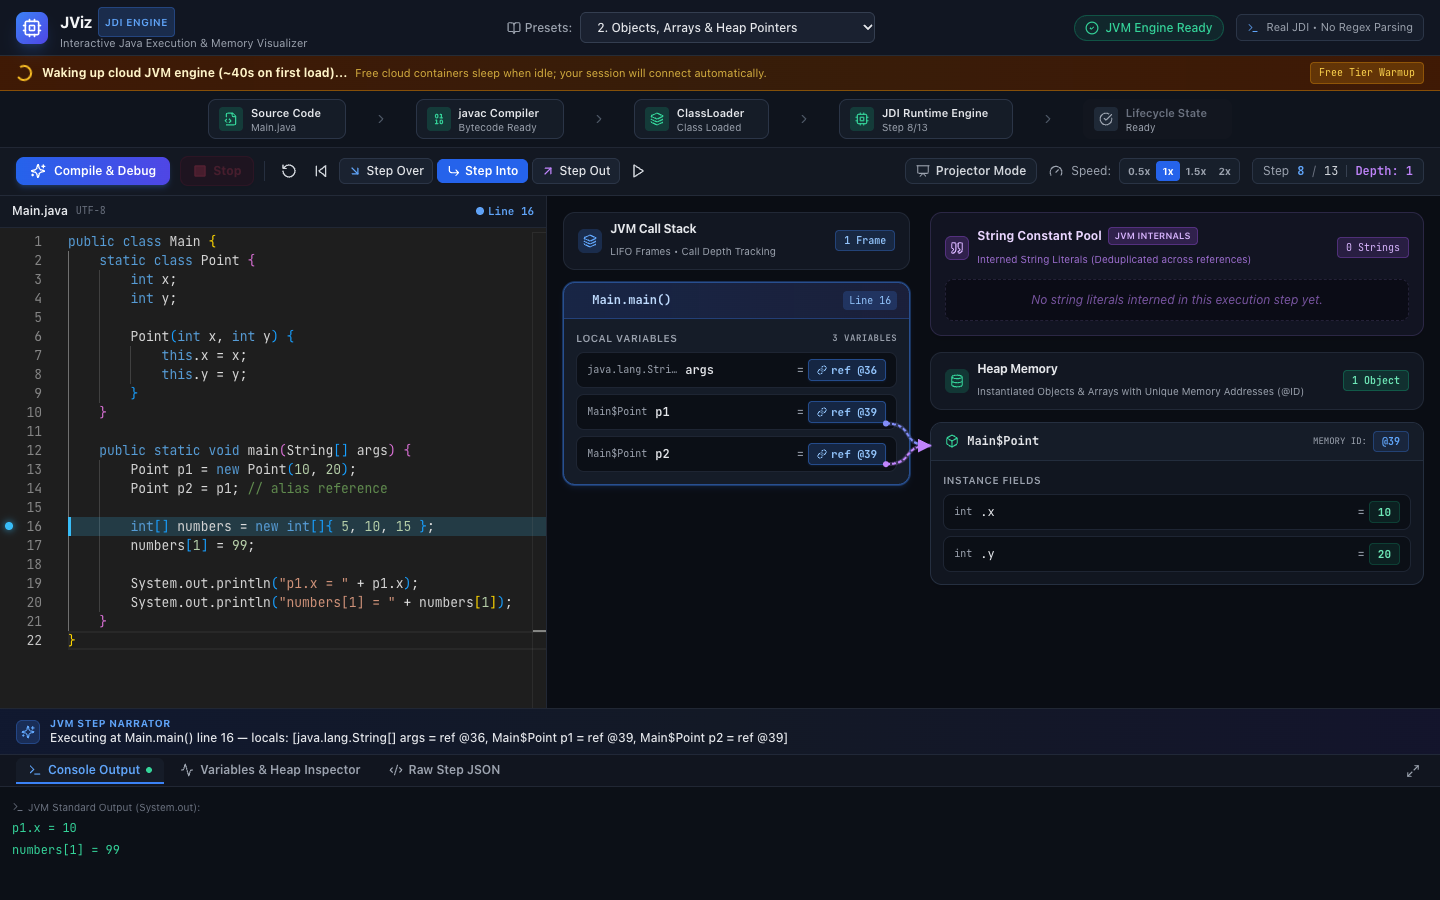 JViz JDI ENGINE
Interactive Java Execution & Memory Visualizer
Presets: 2. Objects, Arrays & Heap Pointers
JVM Engine Ready
Real JDI • No Regex Parsing
Waking up cloud JVM engine (~40s on first load)... Free cloud containers sleep when idle; your session will connect automatically.
Free Tier Warmup
Source Code
Main.java
javac Compiler
Bytecode Ready
ClassLoader
Class Loaded
JDI Runtime Engine
Step 8/13
Lifecycle State
Ready
Compile & Debug
Stop
Step Over
Step Into
Step Out
Projector Mode
Speed: 0.5x 1x 1.5x 2x
Step 8 / 13 | Depth: 1
Main.java UTF-8
Line 16
1 public class Main {
2     static class Point {
3         int x;
4         int y;
5
6         Point(int x, int y) {
7             this.x = x;
8             this.y = y;
9         }
10     }
11
12     public static void main(String[] args) {
13         Point p1 = new Point(10, 20);
14         Point p2 = p1; // alias reference
15
16         int[] numbers = new int[]{ 5, 10, 15 };
17         numbers[1] = 99;
18
19         System.out.println("p1.x = " + p1.x);
20         System.out.println("numbers[1] = " + numbers[1]);
21     }
22 }
JVM Call Stack
LIFO Frames • Call Depth Tracking
1 Frame
Main.main()
Line 16
LOCAL VARIABLES
3 VARIABLES
java.lang.Stri… args = ref @36
Main$Point p1 = ref @39
Main$Point p2 = ref @39
String Constant Pool JVM INTERNALS
Interned String Literals (Deduplicated across references)
0 Strings
No string literals interned in this execution step yet.
Heap Memory
Instantiated Objects & Arrays with Unique Memory Addresses (@ID)
1 Object
Main$Point
MEMORY ID: @39
INSTANCE FIELDS
int .x = 10
int .y = 20
JVM STEP NARRATOR
Executing at Main.main() line 16 — locals: [java.lang.String[] args = ref @36, Main$Point p1 = ref @39, Main$Point p2 = ref @39]
Console Output
Variables & Heap Inspector
Raw Step JSON
JVM Standard Output (System.out):
p1.x = 10
numbers[1] = 99